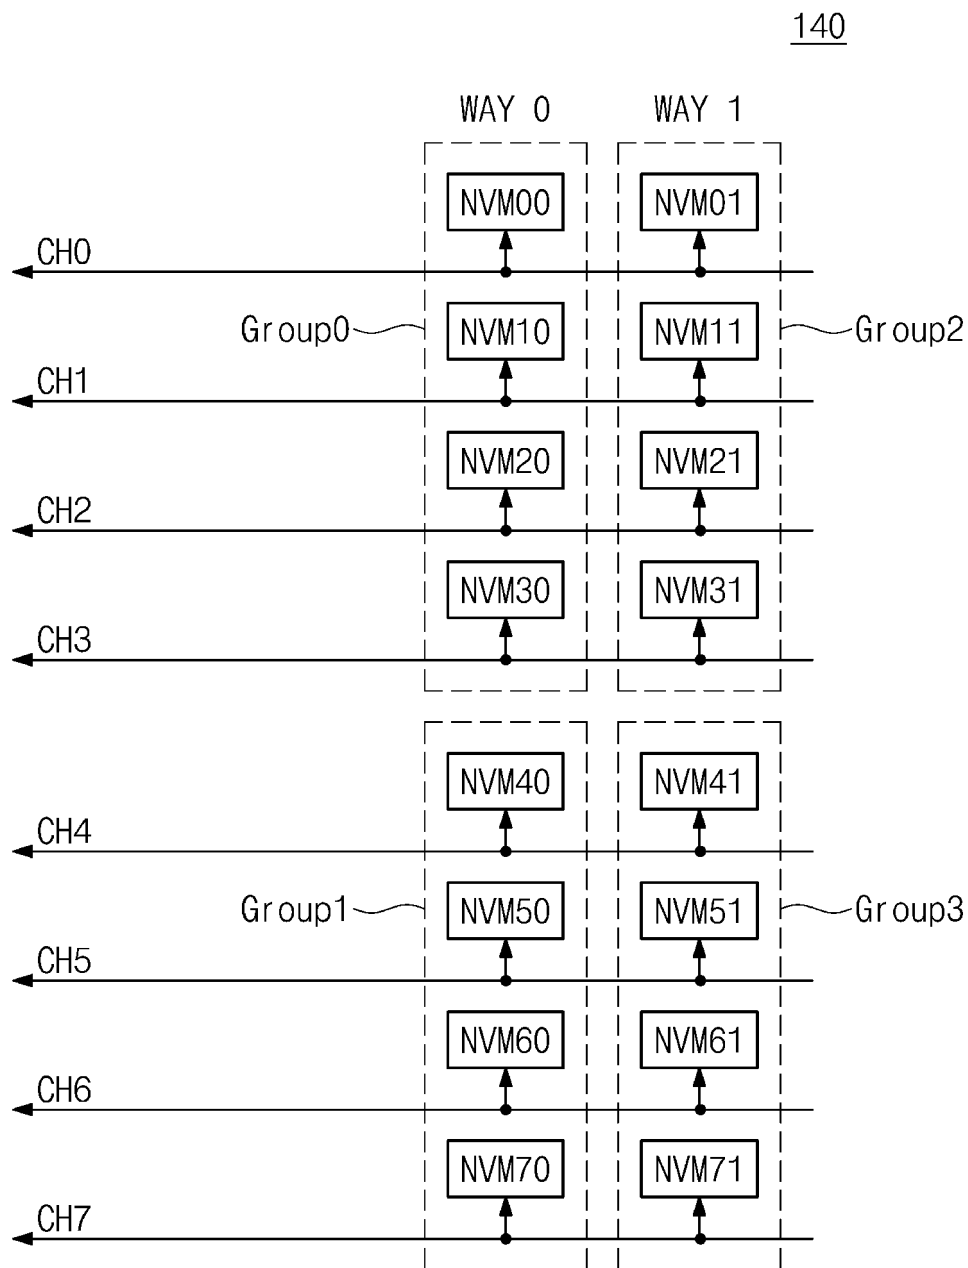 140
WAY 0 WAY 1
NVM00 NVM01
CH0
Group0 NVM10 NVM11 Group2
CH1
NVM20 NVM21
CH2
NVM30 NVM31
CH3
NVM40 NVM41
CH4
Group1 NVM50 NVM51 Group3
CH5
NVM60 NVM61
CH6
NVM70 NVM71
CH7